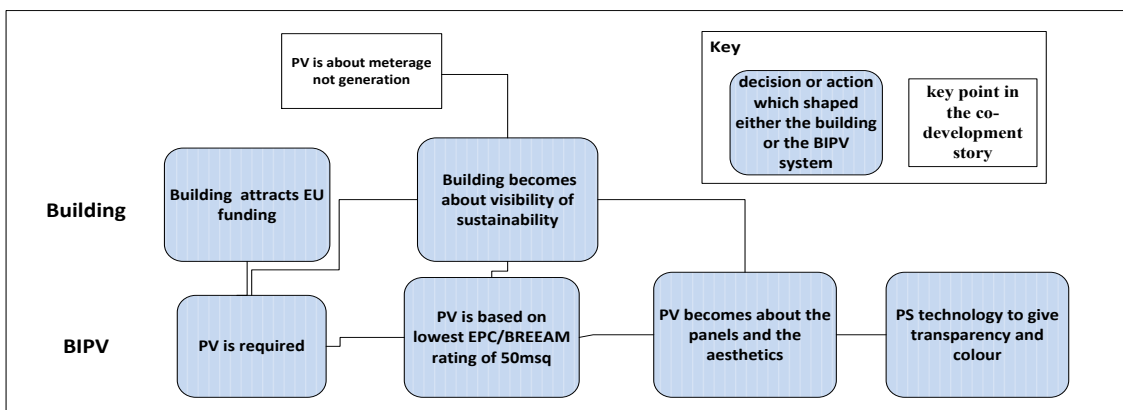 PV is about meterage
not generation
Key
decision or action
which shaped
either the building
or the BIPV
system
key point in
the co-
development
story
Building
Building attracts EU
funding
Building becomes
about visibility of
sustainability
BIPV
PV is required
PV is based on
lowest EPC/BREEAM
rating of 50msq
PV becomes about the
panels and the
aesthetics
PS technology to give
transparency and
colour